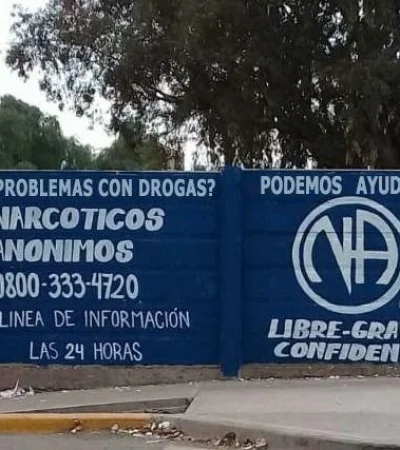 PROBLEMAS CON DROGAS?
NARCOTICOS
ANONIMOS
0800-333-4720
LINEA DE INFORMACIÓN
LAS 24 HORAS
PODEMOS AYUD
NA
LIBRE-GRA
CONFIDEN